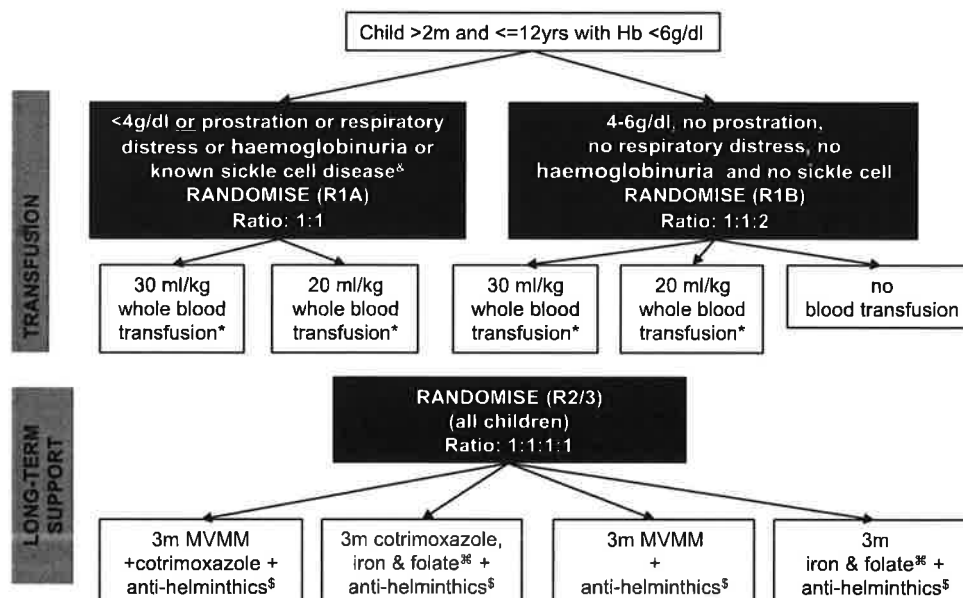 Child >2m and <=12yrs with Hb <6g/dl
TRANSFUSION
<4g/dl or prostration or respiratory
distress or haemoglobinuria or
known sickle cell disease&
RANDOMISE (R1A)
Ratio: 1:1
4-6g/dl, no prostration,
no respiratory distress, no
haemoglobinuria and no sickle cell
RANDOMISE (R1B)
Ratio: 1:1:2
30 ml/kg
whole blood
transfusion*
20 ml/kg
whole blood
transfusion*
30 ml/kg
whole blood
transfusion*
20 ml/kg
whole blood
transfusion*
no
blood transfusion
LONG-TERM
SUPPORT
RANDOMISE (R2/3)
(all children)
Ratio: 1:1:1:1
3m MVMM
+cotrimoxazole +
anti-helminthics$
3m cotrimoxazole,
iron & folate⌘ +
anti-helminthics$
3m MVMM
+
anti-helminthics$
3m
iron & folate⌘ +
anti-helminthics$